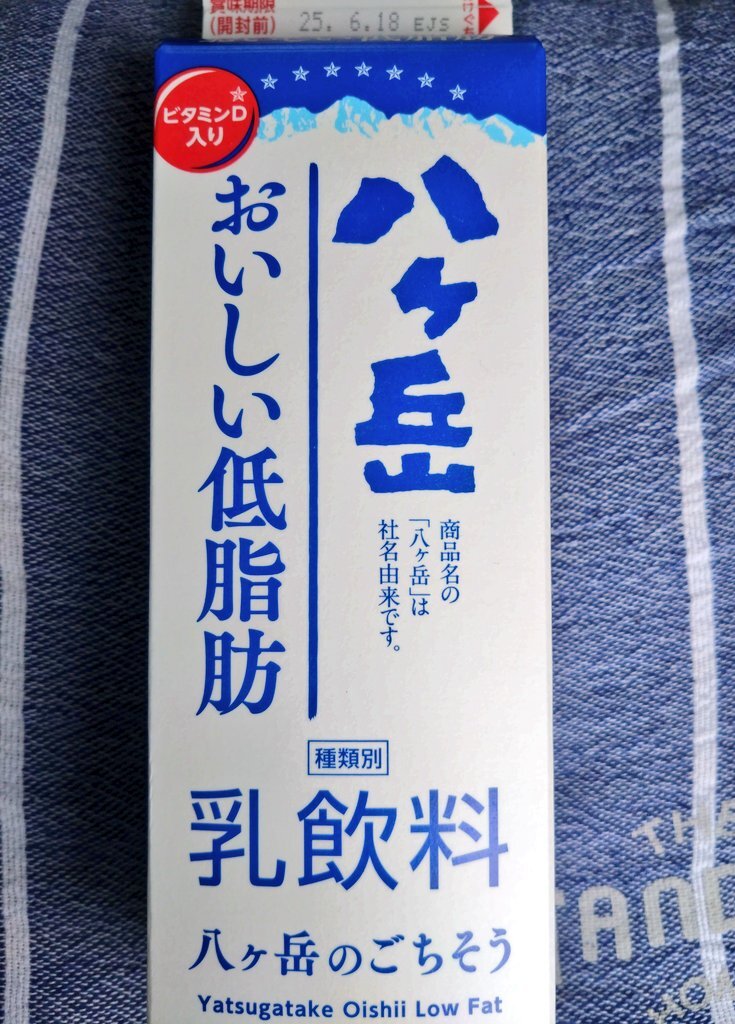 賞味期限
(開封前) 25. 6.18 EJS
ビタミンD
入り
八ヶ岳
おいしい低脂肪
商品名の
「八ヶ岳」は
社名由来です。
種類別
乳飲料
八ヶ岳のごちそう
Yatsugatake Oishii Low Fat